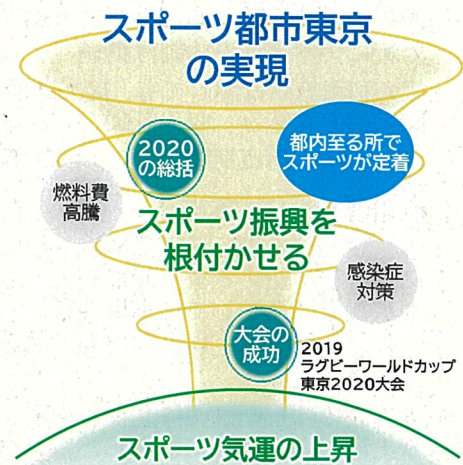 スポーツ都市東京
の実現
2020
の総括
都内至る所で
スポーツが定着
燃料費
高騰
スポーツ振興を
根付かせる
感染症
対策
大会の
成功
2019
ラグビーワールドカップ
東京2020大会
スポーツ気運の上昇